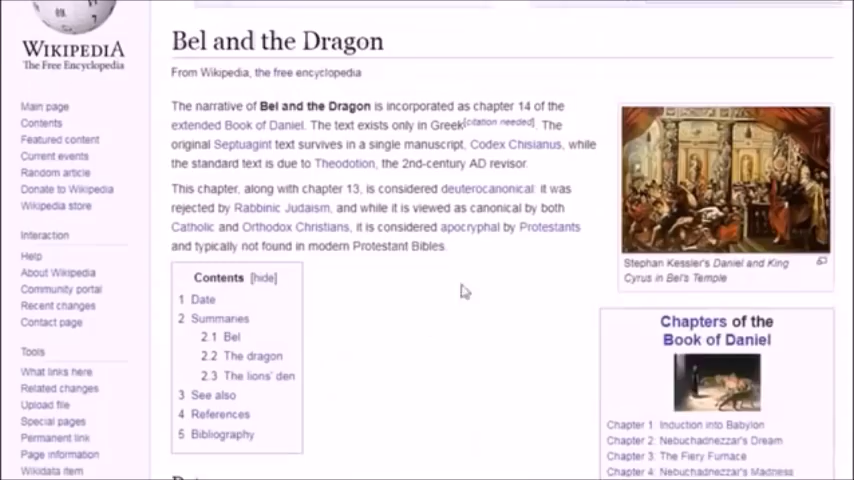 WIKIPEDIA
The Free Encyclopedia
Main page
Contents
Featured content
Current events
Random article
Donate to Wikipedia
Wikipedia store
Interaction
Help
About Wikipedia
Community portal
Recent changes
Contact page
Tools
What links here
Related changes
Upload file
Special pages
Permanent link
Page information
Wikidata item
Bel and the Dragon
From Wikipedia, the free encyclopedia
The narrative of Bel and the Dragon is incorporated as chapter 14 of the
extended Book of Daniel. The text exists only in Greek[citation needed]. The
original Septuagint text survives in a single manuscript, Codex Chisianus, while
the standard text is due to Theodotion, the 2nd-century AD revisor.
This chapter, along with chapter 13, is considered deuterocanonical: it was
rejected by Rabbinic Judaism, and while it is viewed as canonical by both
Catholic and Orthodox Christians, it is considered apocryphal by Protestants
and typically not found in modern Protestant Bibles
Contents [hide]
1 Date
2 Summaries
2.1 Bel
2.2 The dragon
2.3 The lions' den
3 See also
4 References
5 Bibliography
Stephan Kessler's Daniel and King
Cyrus in Bel's Temple
Chapters of the
Book of Daniel
Chapter 1: Induction into Babylon
Chapter 2: Nebuchadnezzar's Dream
Chapter 3: The Fiery Furnace
Chapter 4: Nebuchadnezzar's Madness